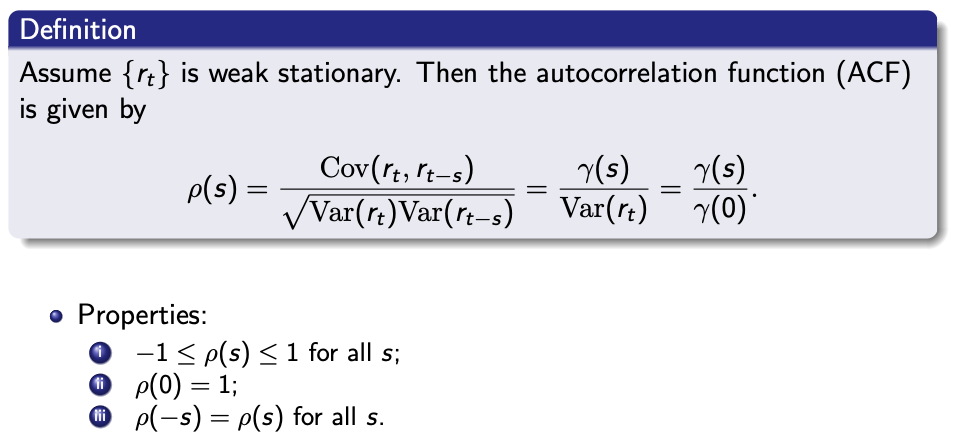 Definition
Assume {r_t} is weak stationary. Then the autocorrelation function (ACF)
is given by
ρ(s) = Cov(r_t, r_{t−s}) / √(Var(r_t)Var(r_{t−s})) = γ(s) / Var(r_t) = γ(s) / γ(0).
Properties:
i −1 ≤ ρ(s) ≤ 1 for all s;
ii ρ(0) = 1;
iii ρ(−s) = ρ(s) for all s.